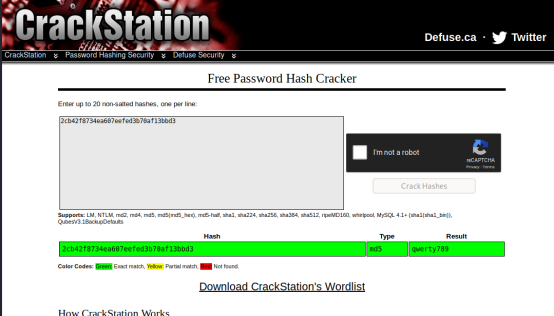 CrackStation
Defuse.ca · Twitter
CrackStation Password Hashing Security Defuse Security
Free Password Hash Cracker
Enter up to 20 non-salted hashes, one per line:
2cb42f8734ea607eefed3b70af13bbd3
I'm not a robot
reCAPTCHA
Privacy - Terms
Crack Hashes
Supports: LM, NTLM, md2, md4, md5, md5(md5_hex), md5-half, sha1, sha224, sha256, sha384, sha512, ripeMD160, whirlpool, MySQL 4.1+ (sha1(sha1_bin)),
QubesV3.1BackupDefaults
Hash Type Result
2cb42f8734ea607eefed3b70af13bbd3 md5 qwerty789
Color Codes: Green: Exact match, Yellow: Partial match, Red: Not found.
Download CrackStation's Wordlist
How CrackStation Works